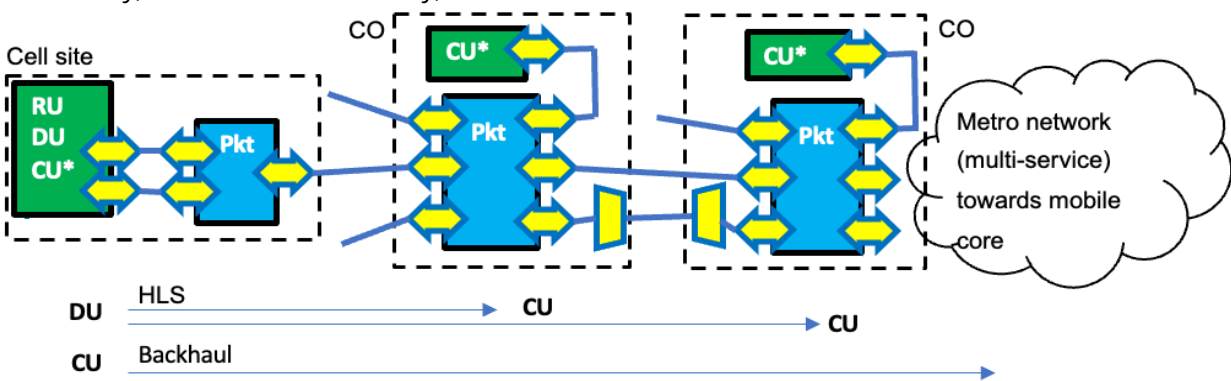 CO
CU*
CU*
CO
Cell site
RU
DU
CU*
Pkt
Pkt
Pkt
Metro network
(multi-service)
towards mobile
core
DU
HLS
CU
CU
CU
Backhaul